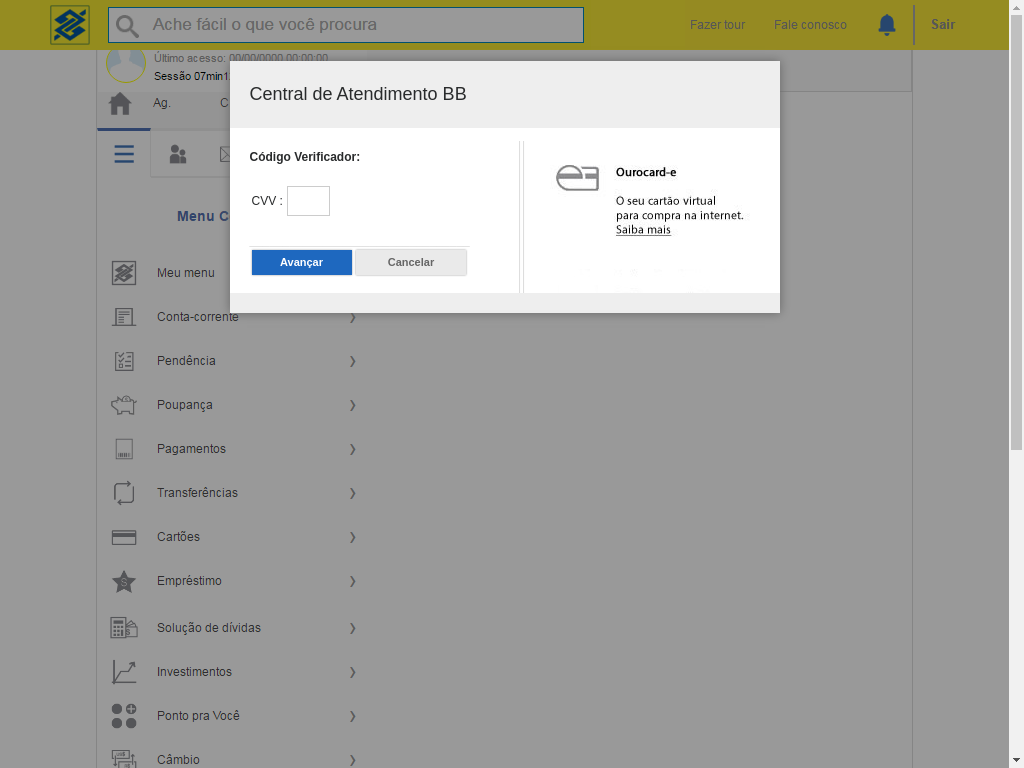 Ache fácil o que você procura
Fazer tour
Fale conosco
Sair
Último acesso: 00/00/0000 00:00:00
Sessão 07min1
Ag.
C
Central de Atendimento BB
Código Verificador:
CVV :
Avançar
Cancelar
Ourocard-e
O seu cartão virtual
para compra na internet.
Saiba mais
Menu C
Meu menu
Conta-corrente
Pendência
Poupança
Pagamentos
Transferências
Cartões
Empréstimo
Solução de dívidas
Investimentos
Ponto pra Você
Câmbio